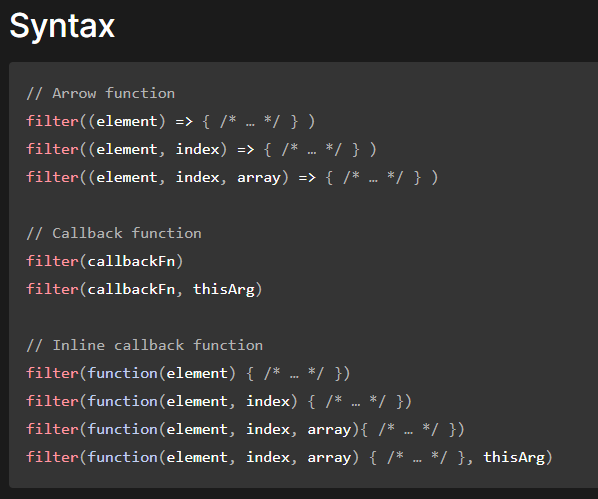 Syntax
// Arrow function
filter((element) => { /* … */ } )
filter((element, index) => { /* … */ } )
filter((element, index, array) => { /* … */ } )
// Callback function
filter(callbackFn)
filter(callbackFn, thisArg)
// Inline callback function
filter(function(element) { /* … */ })
filter(function(element, index) { /* … */ })
filter(function(element, index, array){ /* … */ })
filter(function(element, index, array) { /* … */ }, thisArg)